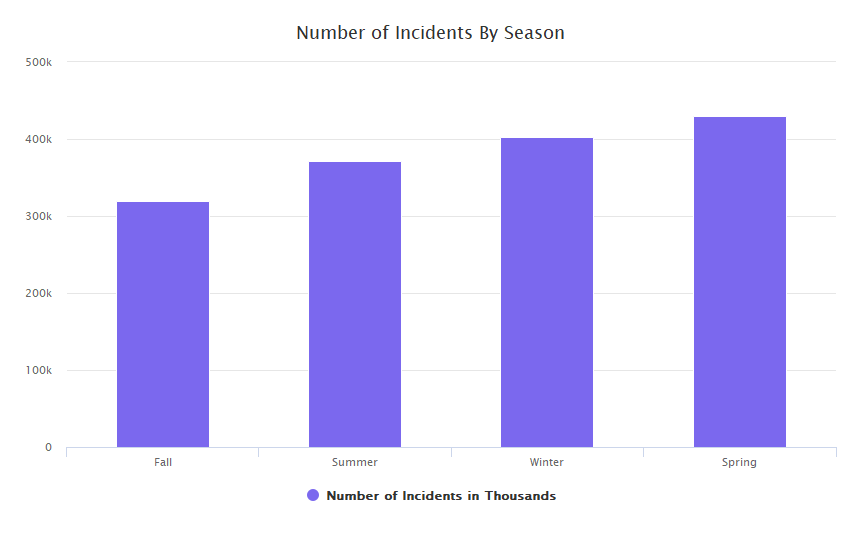 Number of Incidents By Season
500k
400k
300k
200k
100k
0
Fall Summer Winter Spring
Number of Incidents in Thousands